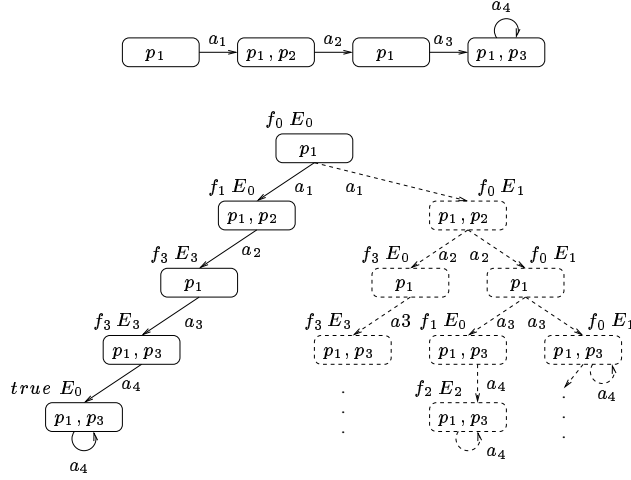 a4
a1 a2 a3
p1 p1 , p2 p1 p1 , p3
f0 E0
p1
f1 E0 a1 a1 f0 E1
p1 , p2 p1 , p2
f3 E3 a2 f3 E0 a2 a2 f0 E1
p1 p1 p1
f3 E3 a3 f3 E3 a3 f1 E0 a3 a3 f0 E1
p1 , p3 p1 , p3 p1 , p3 p1 , p3
true E0 a4 f2 E2 a4 a4
p1 , p3 p1 , p3
a4 a4